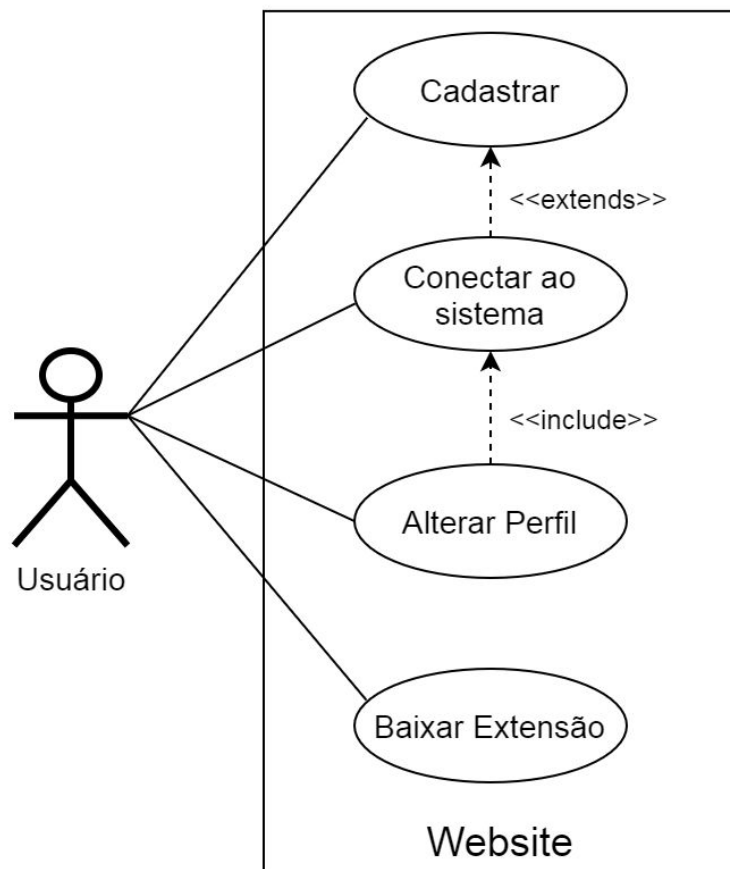 Cadastrar
<<extends>>
Conectar ao
sistema
<<include>>
Alterar Perfil
Usuário
Baixar Extensão
Website